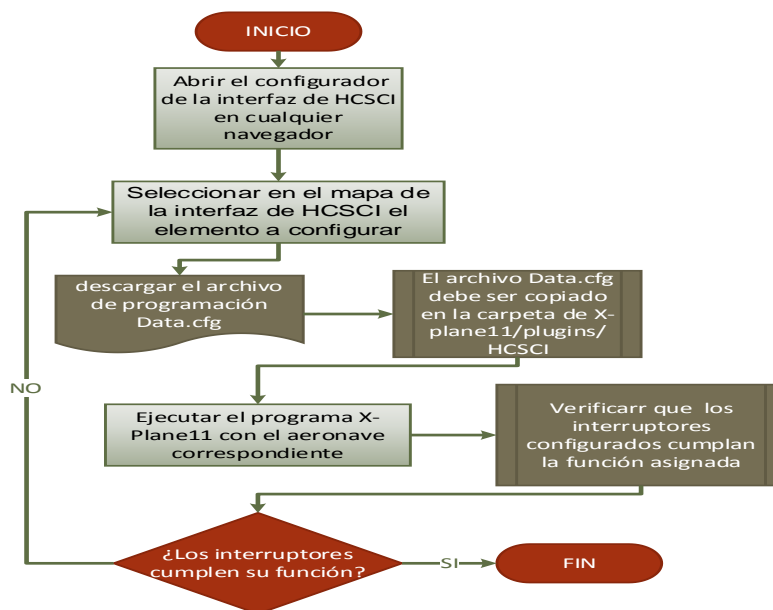 INICIO
Abrir el configurador
de la interfaz de HCSCI
en cualquier
navegador
Seleccionar en el mapa de
la interfaz de HCSCI el
elemento a configurar
descargar el archivo
de programación
Data.cfg
El archivo Data.cfg
debe ser copiado
en la carpeta de X-
plane11/plugins/
HCSCI
NO
Ejecutar el programa X-
Plane11 con el aeronave
correspondiente
Verificarr que los
interruptores
configurados cumplan
la función asignada
¿Los interruptores
cumplen su función?
SI
FIN